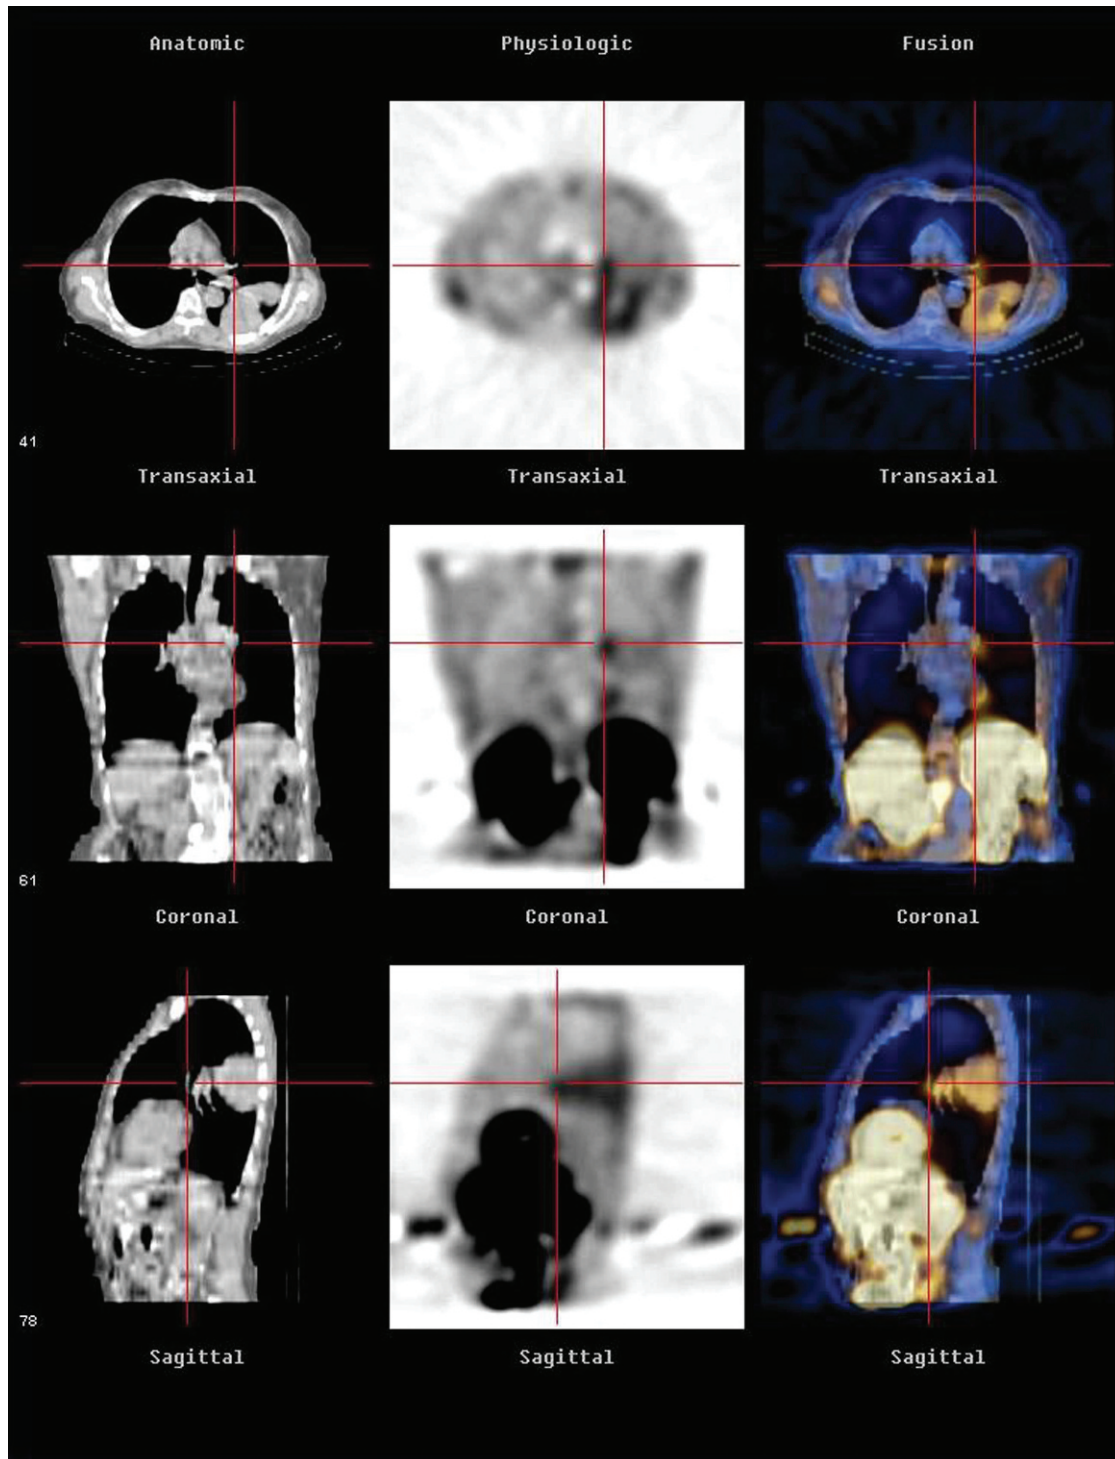 Anatomic Physiologic Fusion
41
Transaxial Transaxial Transaxial
61
Coronal Coronal Coronal
78
Sagittal Sagittal Sagittal